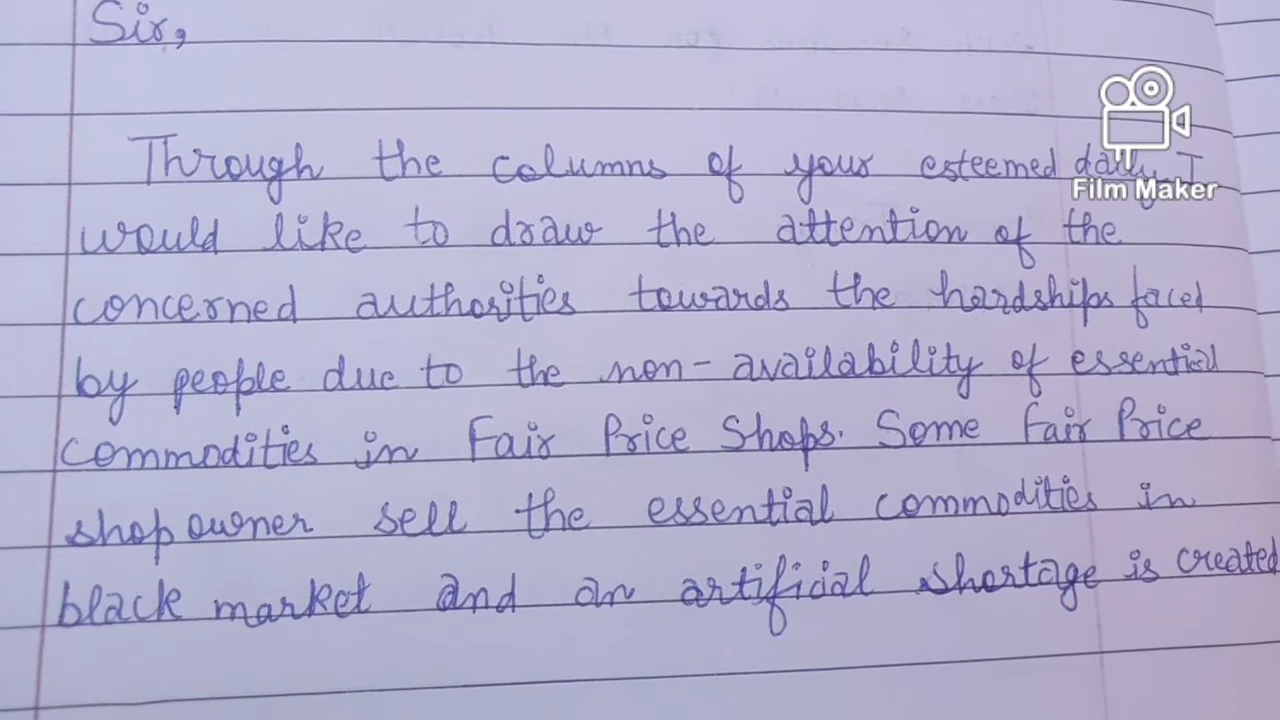 Sir,
Through the columns of your esteemed daily I
would like to draw the attention of the
concerned authorities towards the hardships faced
by people due to the non-availability of essential
commodities in Fair Price Shops. Some Fair Price
shop owner sell the essential commodities in
black market and an artificial shortage is created
Film Maker